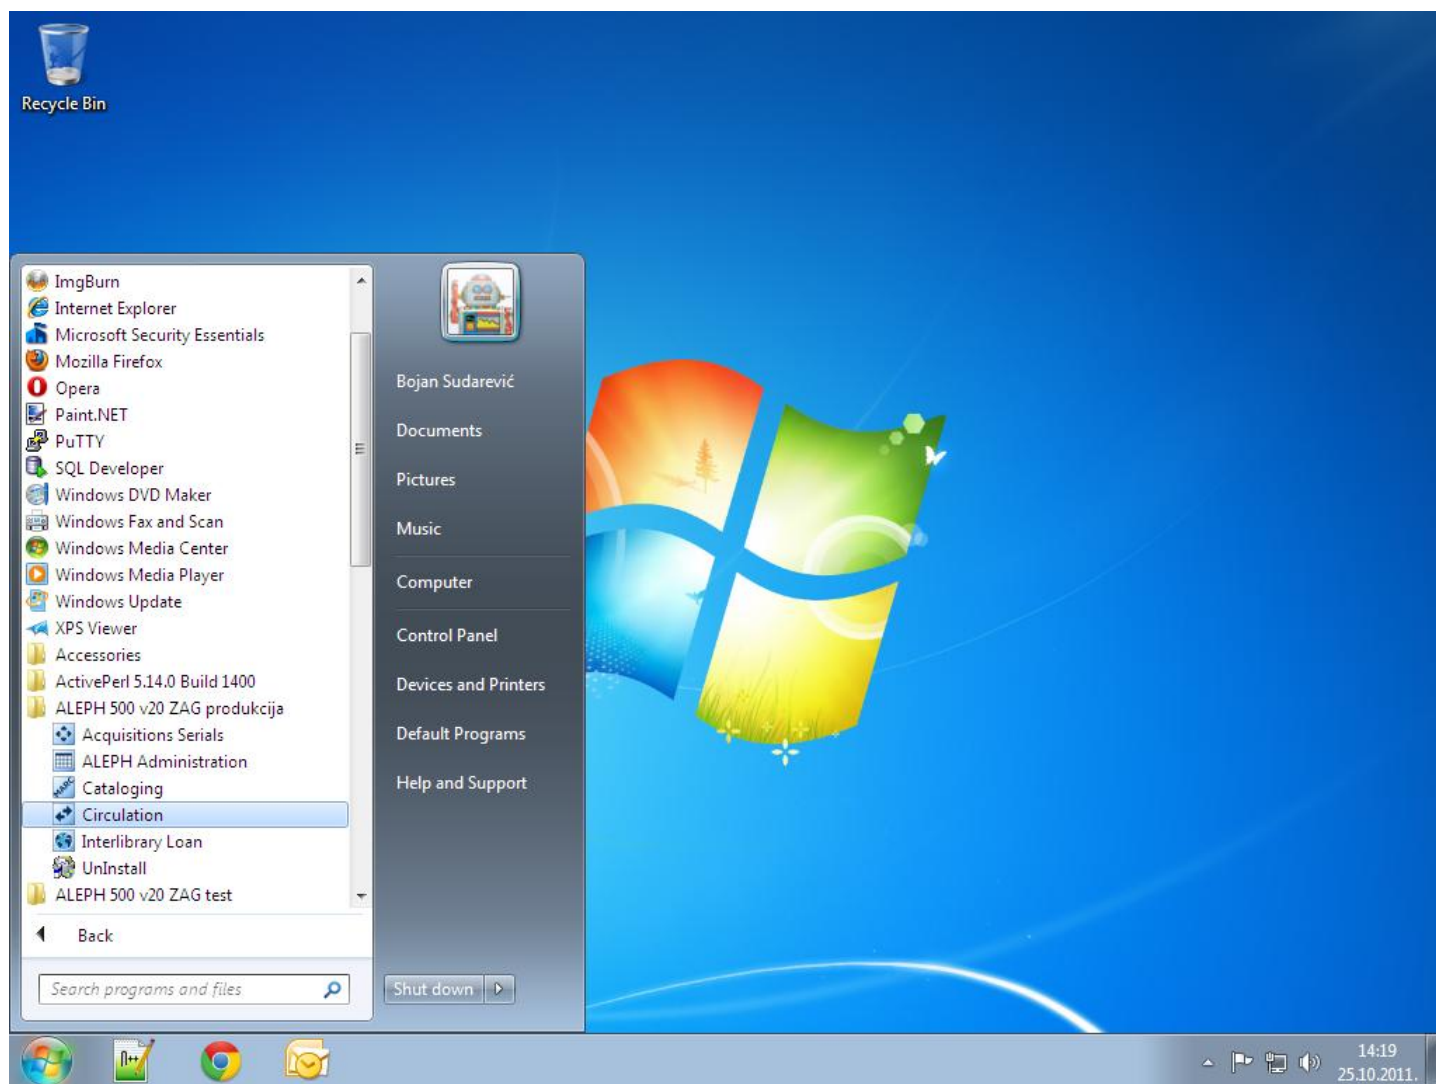 Recycle Bin
ImgBurn
Internet Explorer
Microsoft Security Essentials
Mozilla Firefox
Opera
Paint.NET
PuTTY
SQL Developer
Windows DVD Maker
Windows Fax and Scan
Windows Media Center
Windows Media Player
Windows Update
XPS Viewer
Accessories
ActivePerl 5.14.0 Build 1400
ALEPH 500 v20 ZAG produkcija
Acquisitions Serials
ALEPH Administration
Cataloging
Circulation
Interlibrary Loan
UnInstall
ALEPH 500 v20 ZAG test
Back
Search programs and files
Bojan Sudarević
Documents
Pictures
Music
Computer
Control Panel
Devices and Printers
Default Programs
Help and Support
Shut down
14:19
25.10.2011.